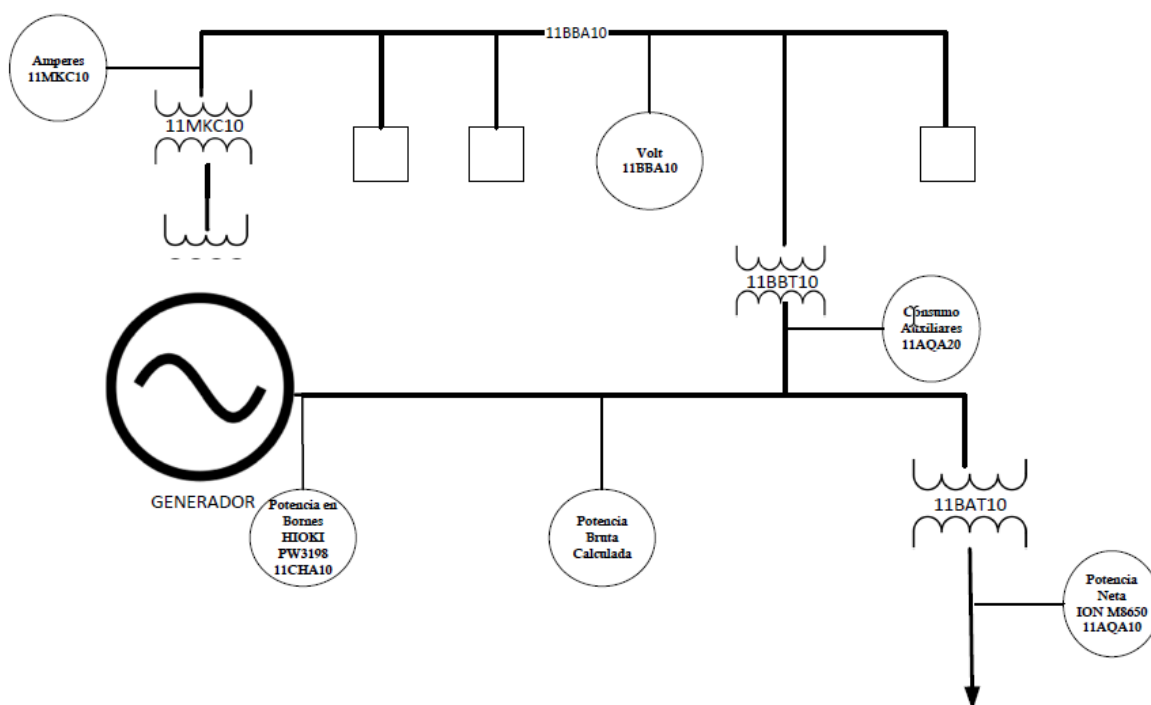 11BBA10
Amperes
11MKC10
11MKC10
Volt
11BBA10
11BBT10
Consumo
Auxiliares
11AQA20
GENERADOR
Potencia en
Bornes
HIOKI
PW3198
11CHA10
Potencia
Bruta
Calculada
11BAT10
Potencia
Neta
ION M8650
11AQA10